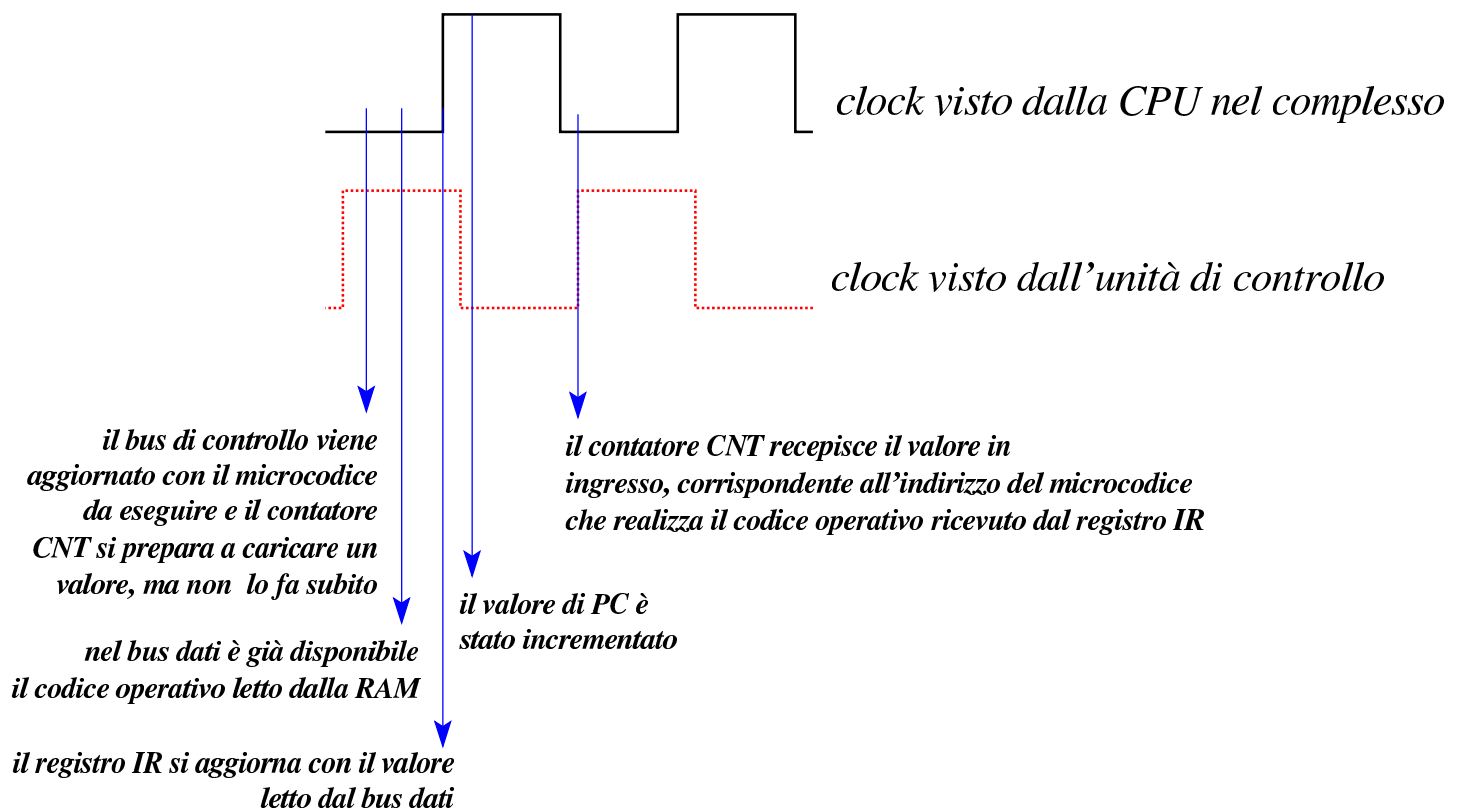 clock visto dalla CPU nel complesso
clock visto dall'unità di controllo
il bus di controllo viene
aggiornato con il microcodice
da eseguire e il contatore
CNT si prepara a caricare un
valore, ma non lo fa subito
nel bus dati è già disponibile
il codice operativo letto dalla RAM
il registro IR si aggiorna con il valore
letto dal bus dati
il valore di PC è
stato incrementato
il contatore CNT recepisce il valore in
ingresso, corrispondente all'indirizzo del microcodice
che realizza il codice operativo ricevuto dal registro IR